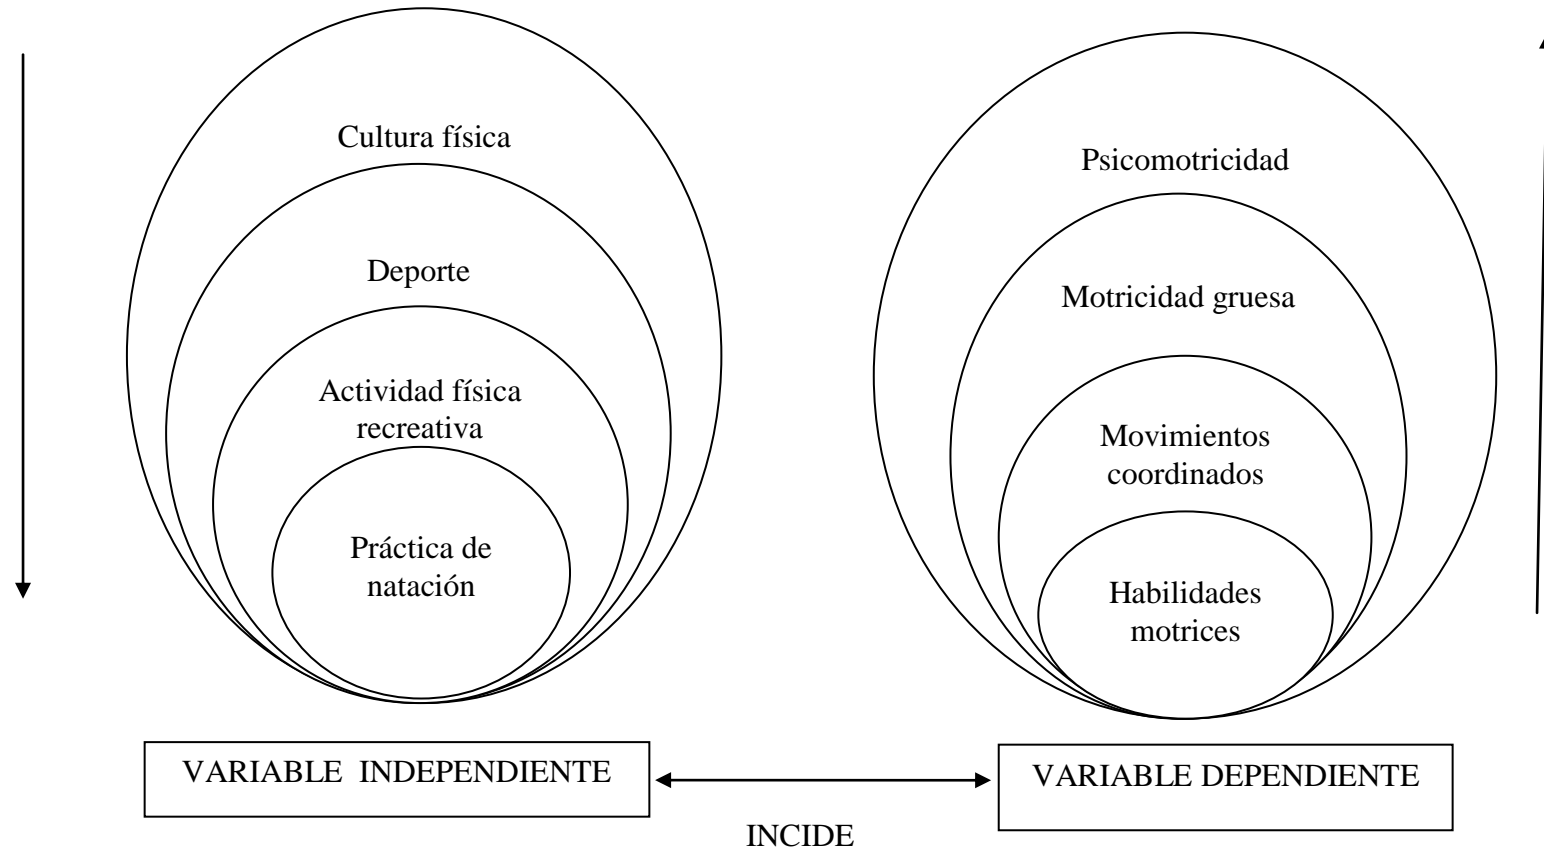 Cultura física
Deporte
Actividad física
recreativa
Práctica de
natación
Psicomotricidad
Motricidad gruesa
Movimientos
coordinados
Habilidades
motrices
VARIABLE  INDEPENDIENTE
VARIABLE DEPENDIENTE
INCIDE